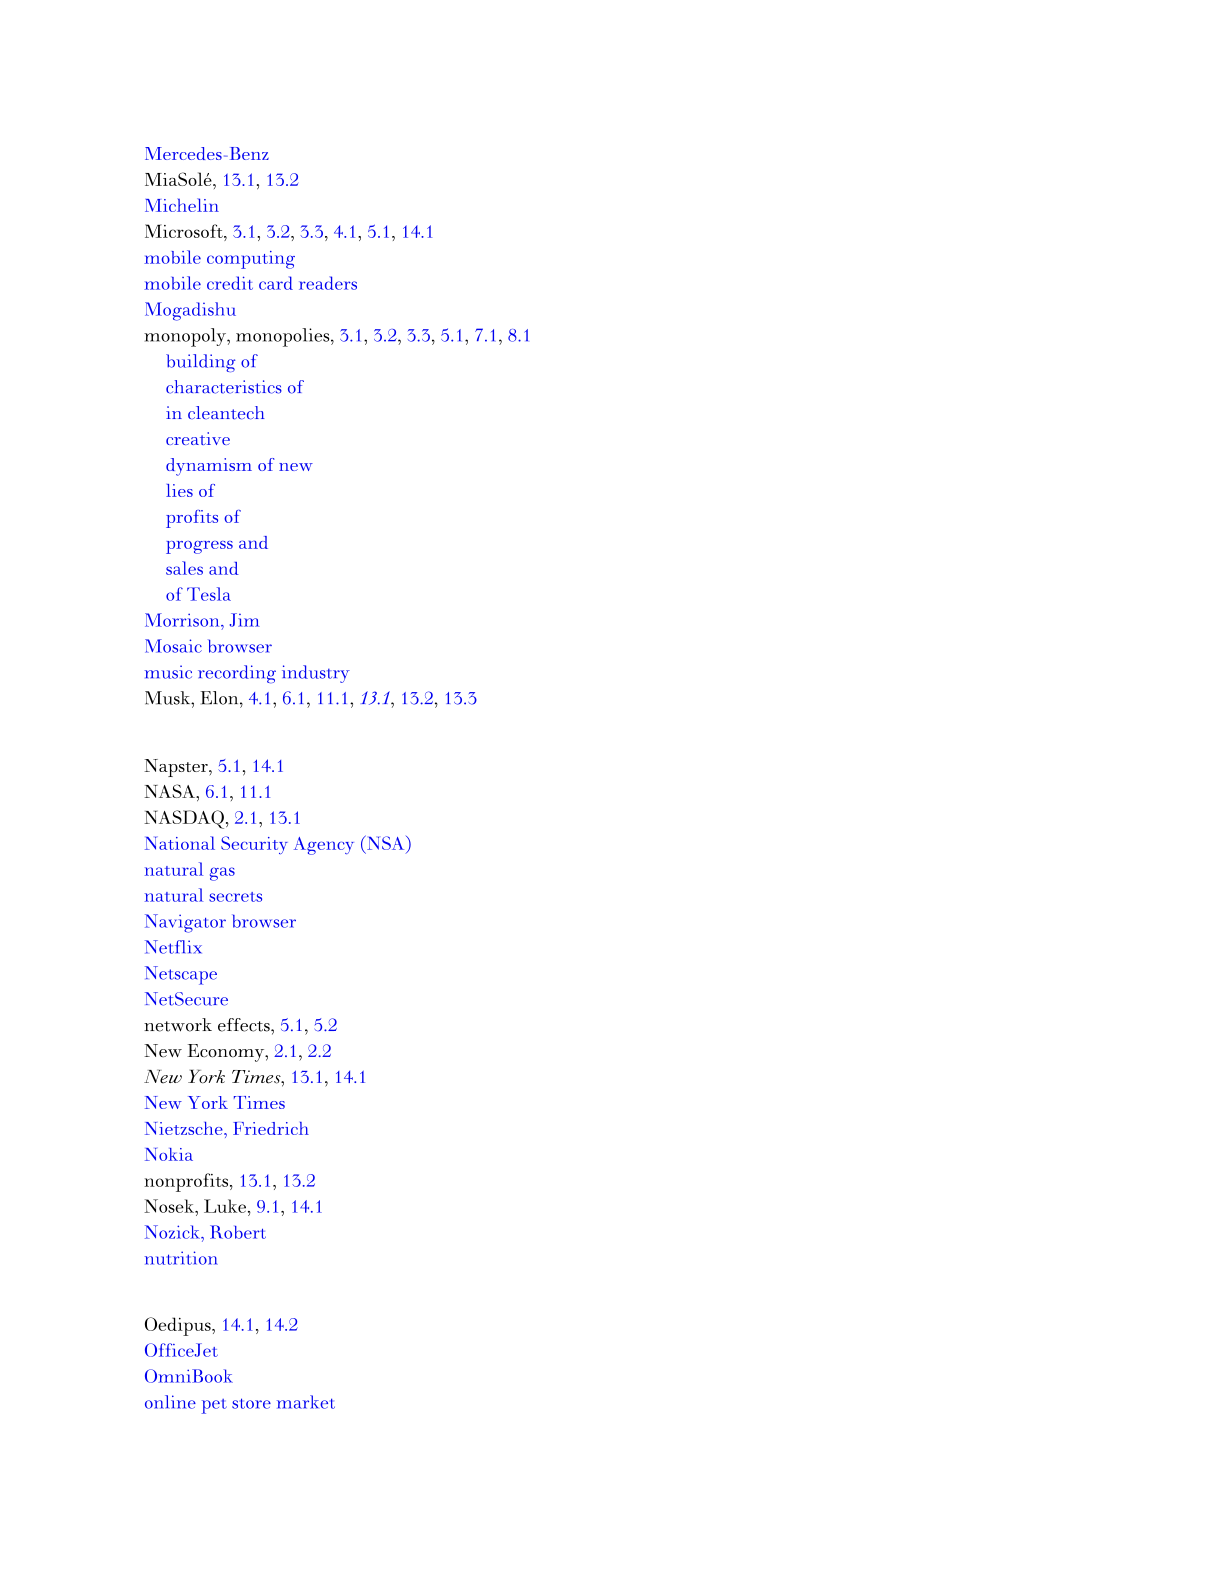 Mercedes-Benz
MiaSolé, 13.1, 13.2
Michelin
Microsoft, 3.1, 3.2, 3.3, 4.1, 5.1, 14.1
mobile computing
mobile credit card readers
Mogadishu
monopoly, monopolies, 3.1, 3.2, 3.3, 5.1, 7.1, 8.1
building of
characteristics of
in cleantech
creative
dynamism of new
lies of
profits of
progress and
sales and
of Tesla
Morrison, Jim
Mosaic browser
music recording industry
Musk, Elon, 4.1, 6.1, 11.1, 13.1, 13.2, 13.3
Napster, 5.1, 14.1
NASA, 6.1, 11.1
NASDAQ, 2.1, 13.1
National Security Agency (NSA)
natural gas
natural secrets
Navigator browser
Netflix
Netscape
NetSecure
network effects, 5.1, 5.2
New Economy, 2.1, 2.2
New York Times, 13.1, 14.1
New York Times
Nietzsche, Friedrich
Nokia
nonprofits, 13.1, 13.2
Nosek, Luke, 9.1, 14.1
Nozick, Robert
nutrition
Oedipus, 14.1, 14.2
OfficeJet
OmniBook
online pet store market